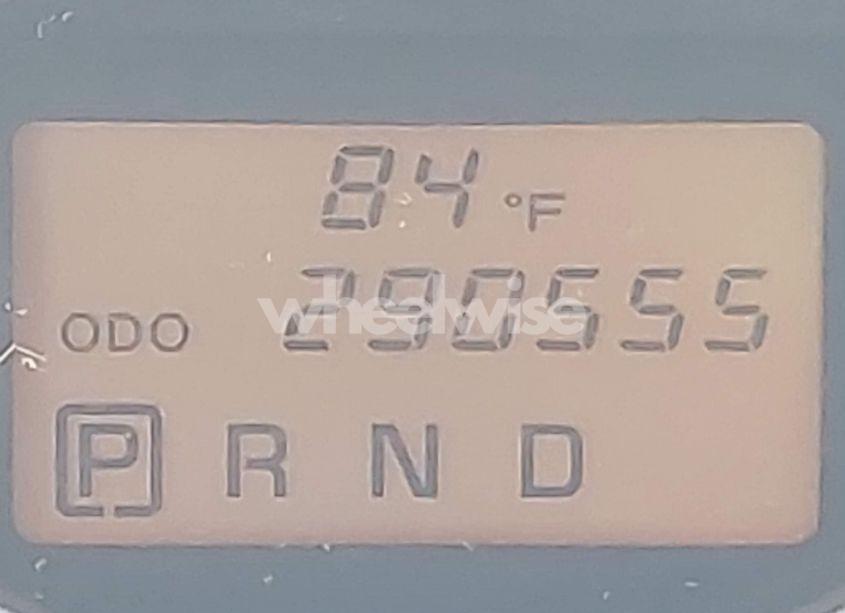 84 °F
ODO 290555
wheelwise
P R N D